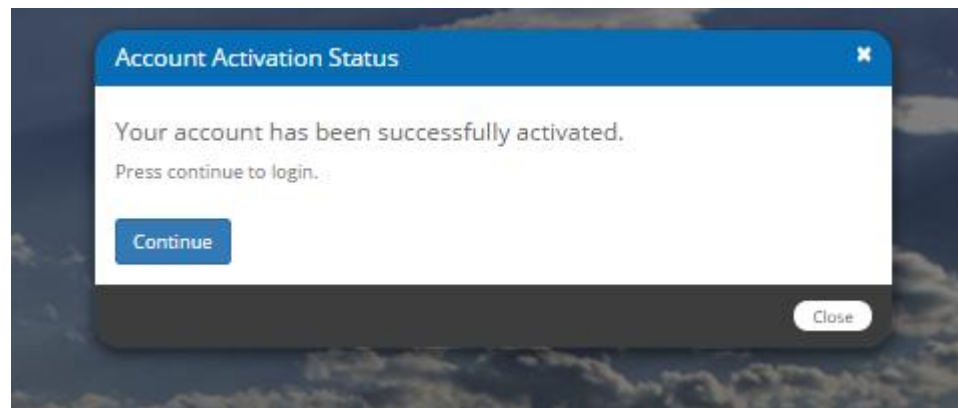 Account Activation Status
Your account has been successfully activated.
Press continue to login.
Continue
Close